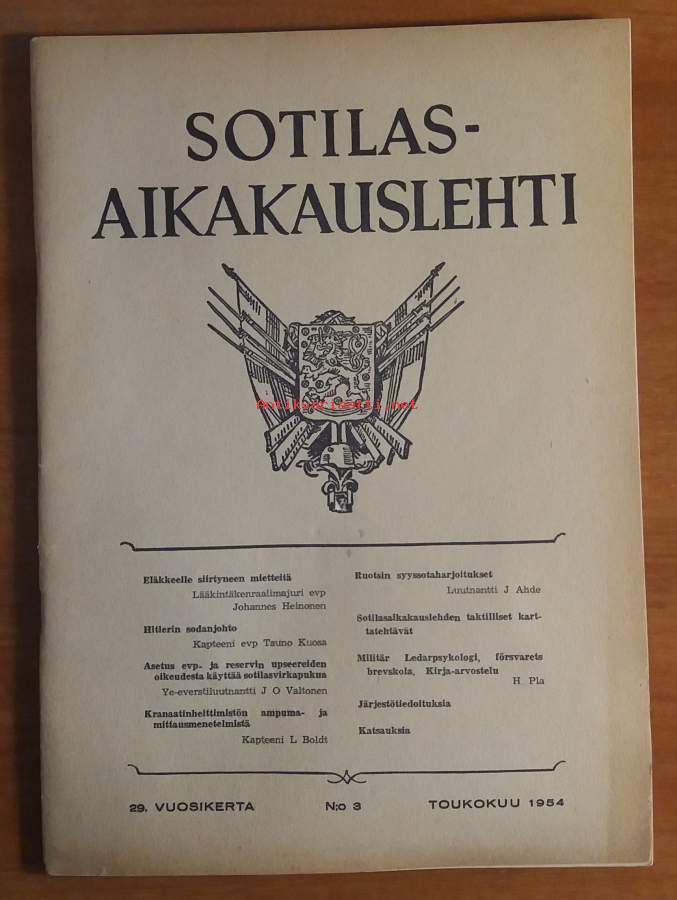 SOTILAS-
AIKAKAUSLEHTI
Antikvariaatti.net
Eläkkeelle siirtyneen mietteitä
Lääkintäkenraalimajuri evp
Johannes Heinonen
Hitlerin sodanjohto
Kapteeni evp Tauno Kuosa
Asetus evp- ja reservin upseereiden
oikeudesta käyttää sotilasvirkapukua
Ye-everstiluutnantti J O Valtonen
Kranaatinheittimistön ampuma- ja
mittausmenetelmistä
Kapteeni L Boldt
Ruotsin syyssotaharjoitukset
Luutnantti J Ahde
Sotilasaikakauslehden taktilliset kart-
tatehtävät
Militär Ledarpsykologi, försvarets
brevskola, Kirja-arvostelu
H Pla
Järjestötiedoituksia
Katsauksia
29. VUOSIKERTA N:o 3 TOUKOKUU 1954